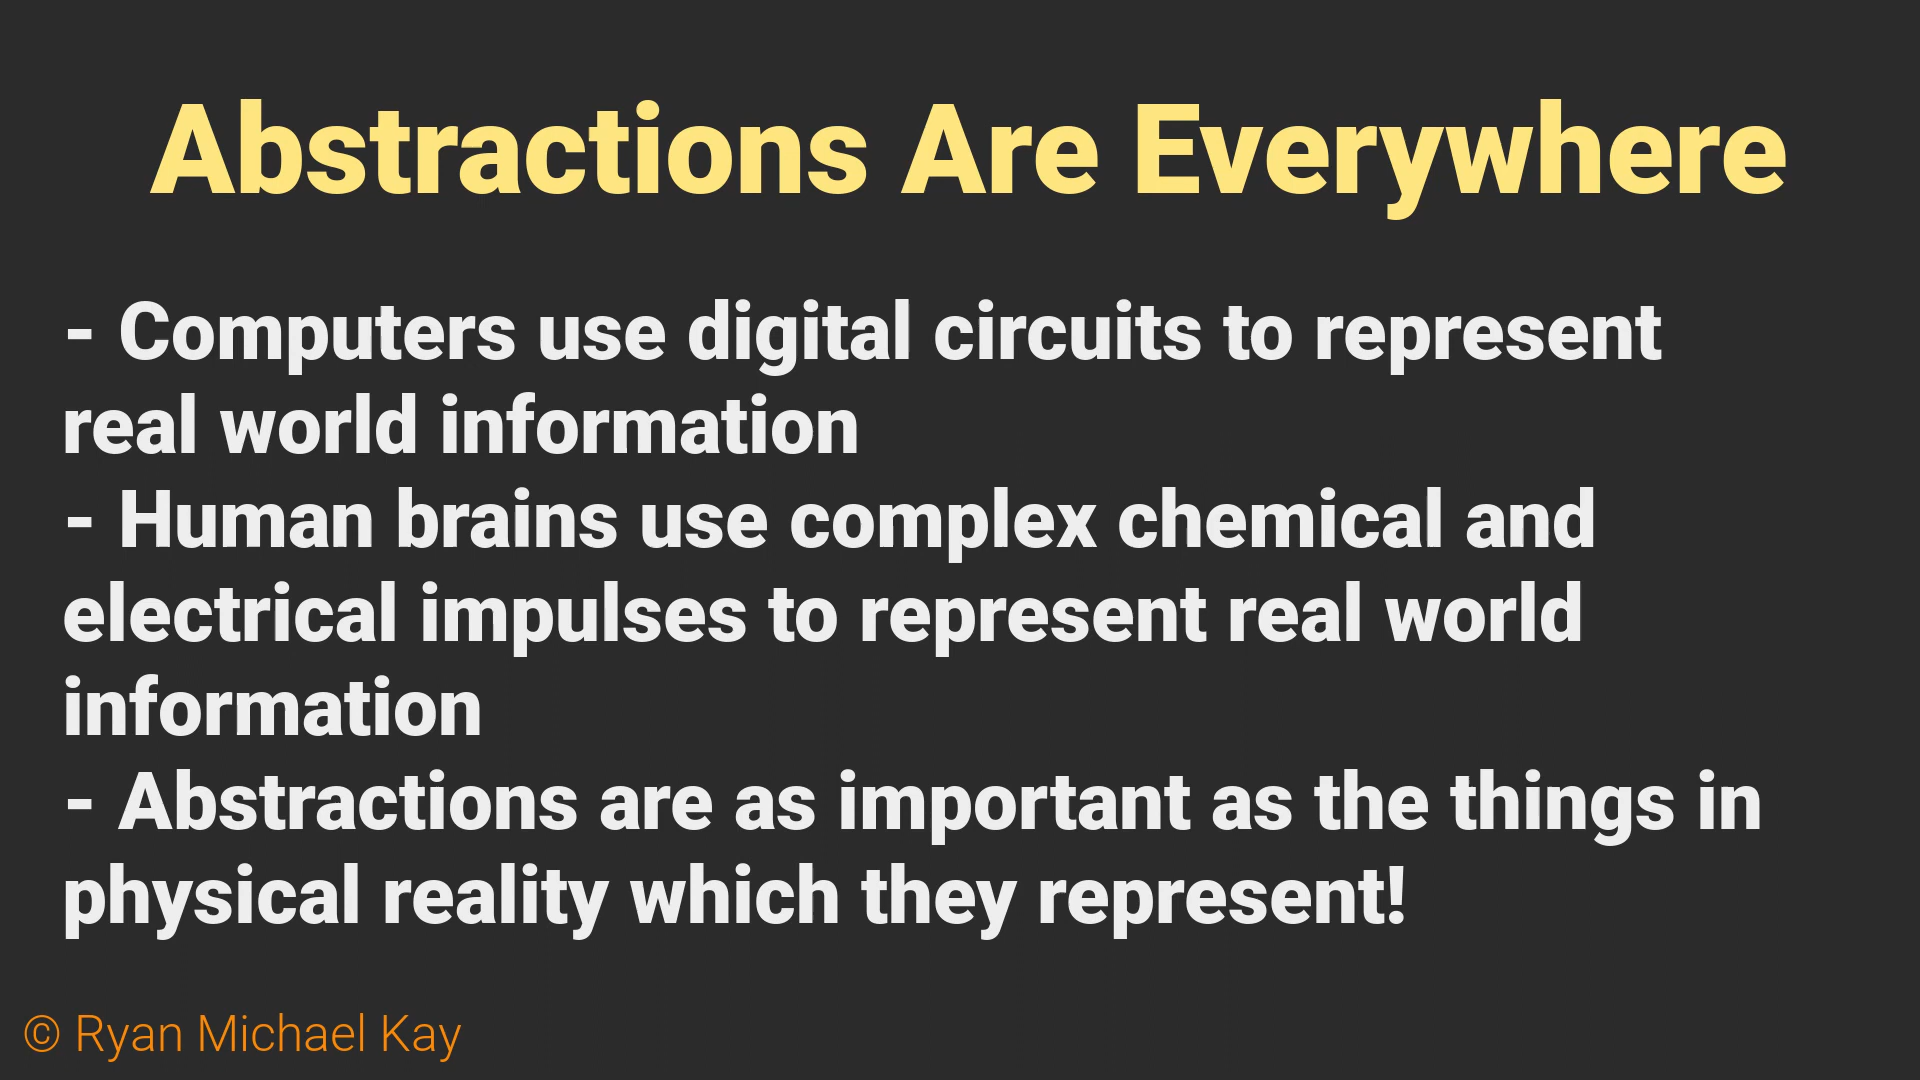 Abstractions Are Everywhere
- Computers use digital circuits to represent
real world information
- Human brains use complex chemical and
electrical impulses to represent real world
information
- Abstractions are as important as the things in
physical reality which they represent!
© Ryan Michael Kay